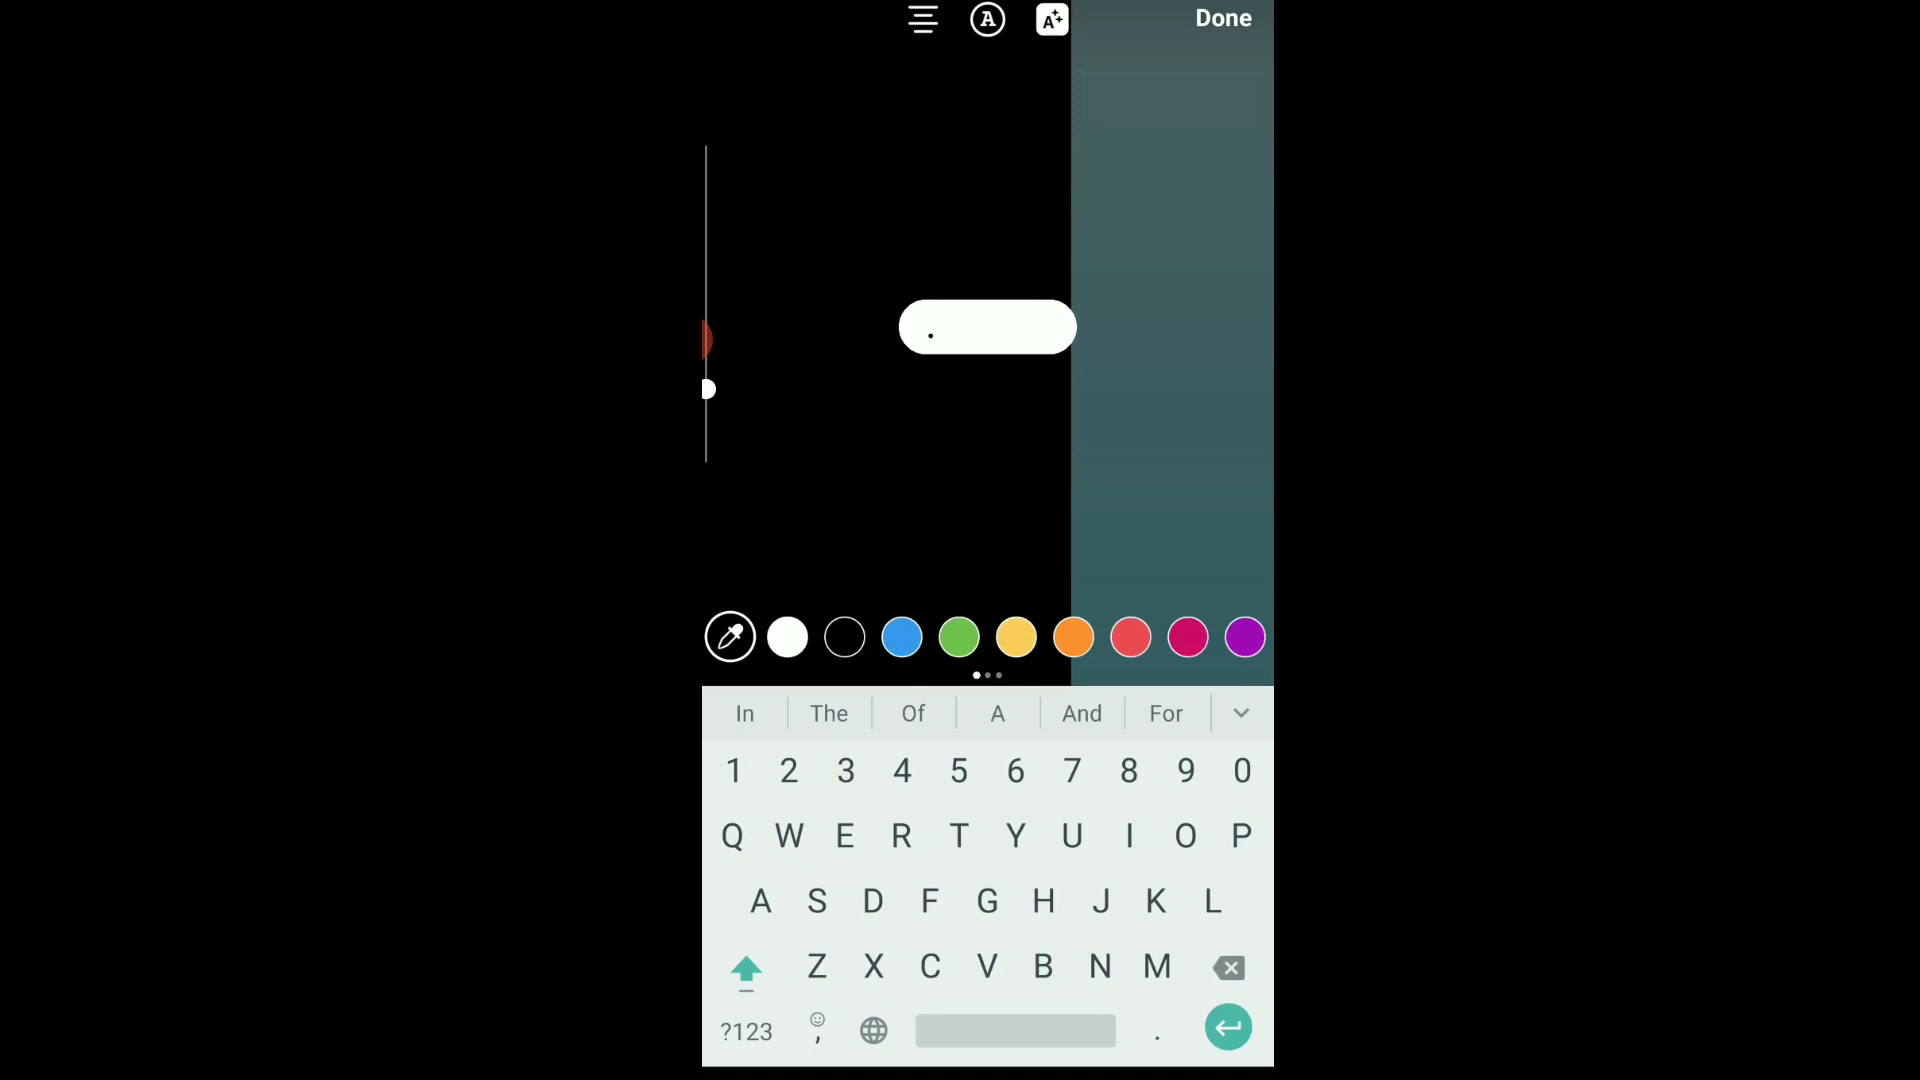 A A Done
.
In The Of A And For
1 2 3 4 5 6 7 8 9 0
Q W E R T Y U I O P
A S D F G H J K L
Z X C V B N M
?123 , .